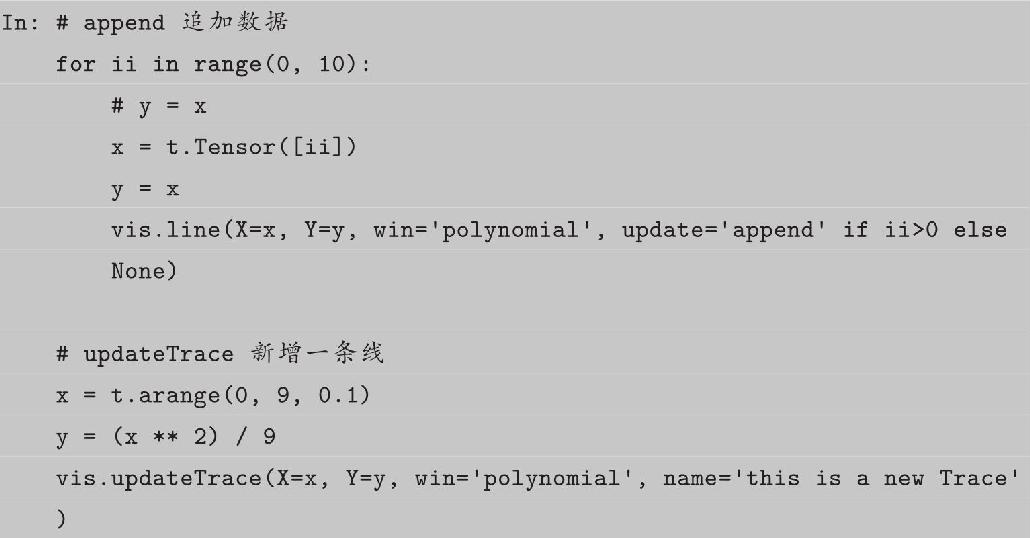 In: # append 追加数据
    for ii in range(0, 10):
        # y = x
        x = t.Tensor([ii])
        y = x
        vis.line(X=x, Y=y, win='polynomial', update='append' if ii>0 else
        None)

    # updateTrace 新增一条线
    x = t.arange(0, 9, 0.1)
    y = (x ** 2) / 9
    vis.updateTrace(X=x, Y=y, win='polynomial', name='this is a new Trace'
    )